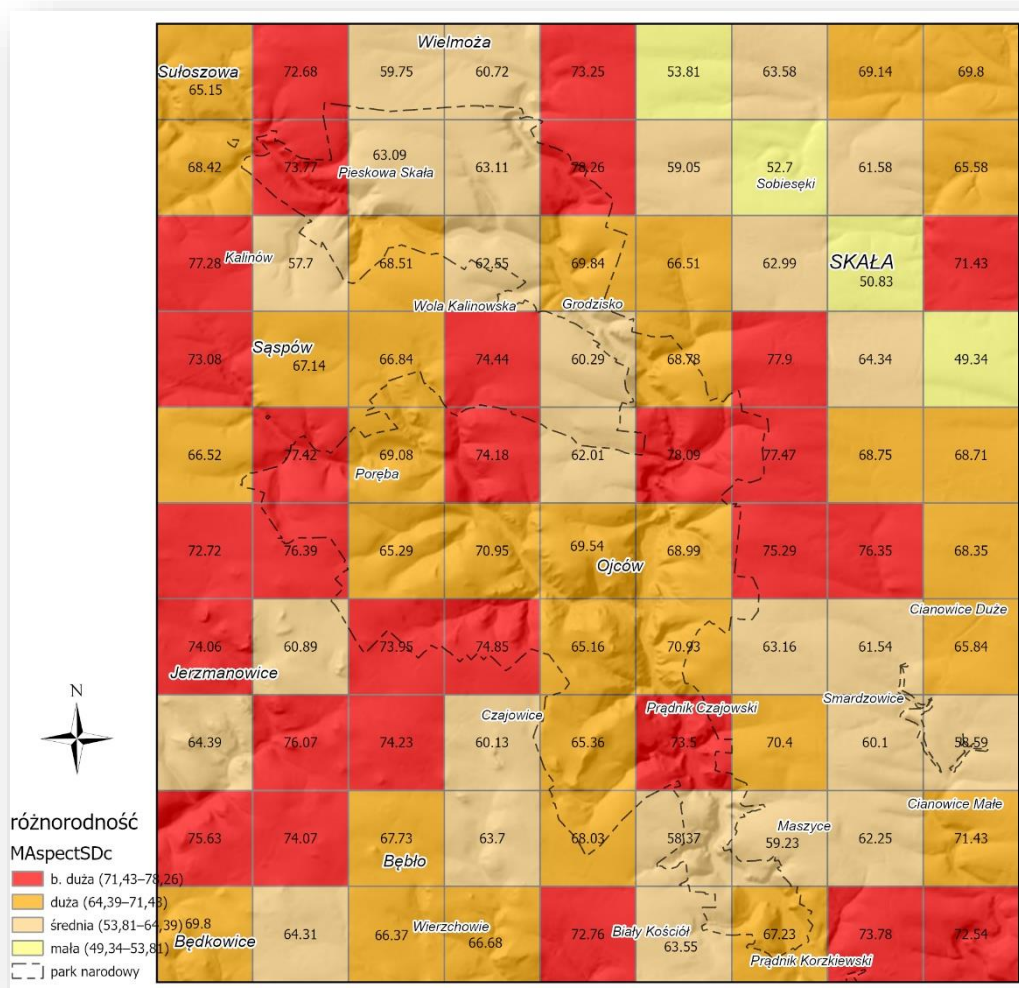 Wielmoża
Sułoszowa
65.15
72.68
59.75
60.72
73.25
53.81
63.58
69.14
69.8
68.42
73.77
63.09
Pieskowa Skała
63.11
78.26
59.05
52.7
Sobiesęki
61.58
65.58
77.28
Kalinów
57.7
68.51
62.55
69.84
66.51
62.99
SKAŁA
50.83
71.43
Wola Kalinowska
Grodzisko
73.08
Sąspów
67.14
66.84
74.44
60.29
68.78
77.9
64.34
49.34
66.52
77.42
69.08
Poręba
74.18
62.01
78.09
77.47
68.75
68.71
72.72
76.39
65.29
70.95
69.54
Ojców
68.99
75.29
76.35
68.35
Cianowice Duże
74.06
Jerzmanowice
60.89
73.95
74.85
65.16
70.93
63.16
61.54
65.84
Smardzowice
N
Czajowice
Prądnik Czajowski
64.39
76.07
74.23
60.13
65.36
73.5
70.4
60.1
58.59
Cianowice Małe
75.63
74.07
67.73
Bębło
63.7
68.03
58.37
Maszyce
59.23
62.25
71.43
69.8
Będkowice
64.31
66.37
Wierzchowie
66.68
72.76
Biały Kościół
63.55
67.23
Prądnik Korzkiewski
73.78
72.54
różnorodność
MAspectSDc
b. duża (71,43–78,26)
duża (64,39–71,43)
średnia (53,81–64,39)
mała (49,34–53,81)
park narodowy